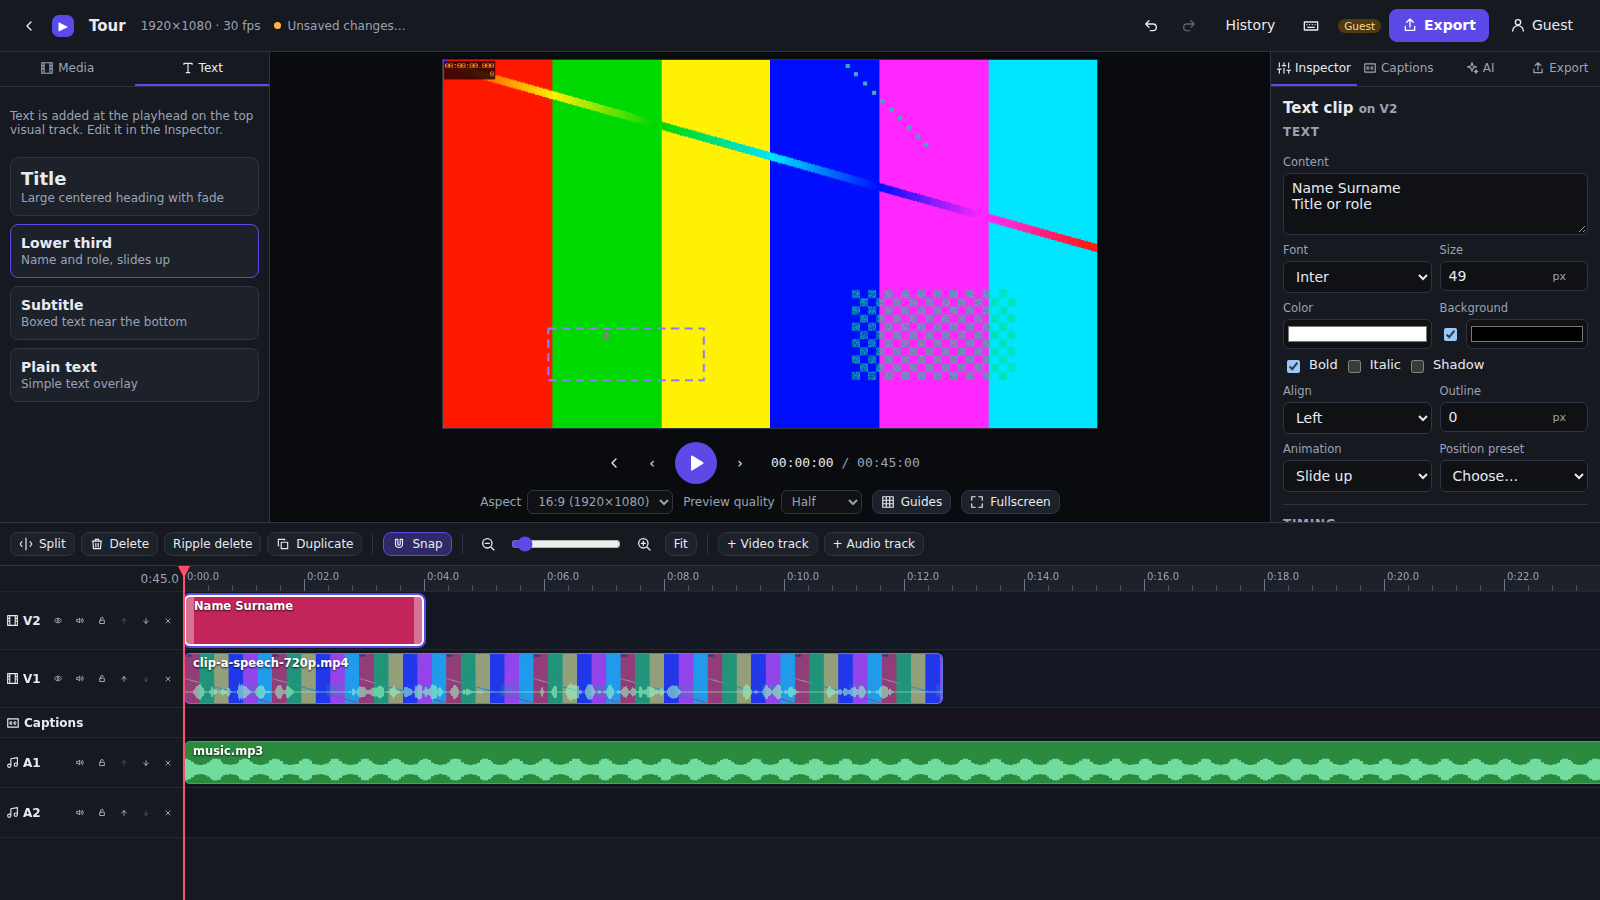 Tour
1920×1080 · 30 fps
Unsaved changes...
History
Guest
Export
Guest
Media
Text
Text is added at the playhead on the top
visual track. Edit it in the Inspector.
Title
Large centered heading with fade
Lower third
Name and role, slides up
Subtitle
Boxed text near the bottom
Plain text
Simple text overlay
00:00:00.000
0
00:00:00 / 00:45:00
Aspect
16:9 (1920×1080)
Preview quality
Half
Guides
Fullscreen
Inspector
Captions
AI
Export
Text clip on V2
TEXT
Content
Name Surname
Title or role
Font
Size
Inter
49
px
Color
Background
Bold
Italic
Shadow
Align
Outline
Left
0
px
Animation
Position preset
Slide up
Choose...
TIMING
Split
Delete
Ripple delete
Duplicate
Snap
Fit
+ Video track
+ Audio track
0:45.0
0:00.0
0:02.0
0:04.0
0:06.0
0:08.0
0:10.0
0:12.0
0:14.0
0:16.0
0:18.0
0:20.0
0:22.0
V2
Name Surname
V1
clip-a-speech-720p.mp4
Captions
A1
music.mp3
A2